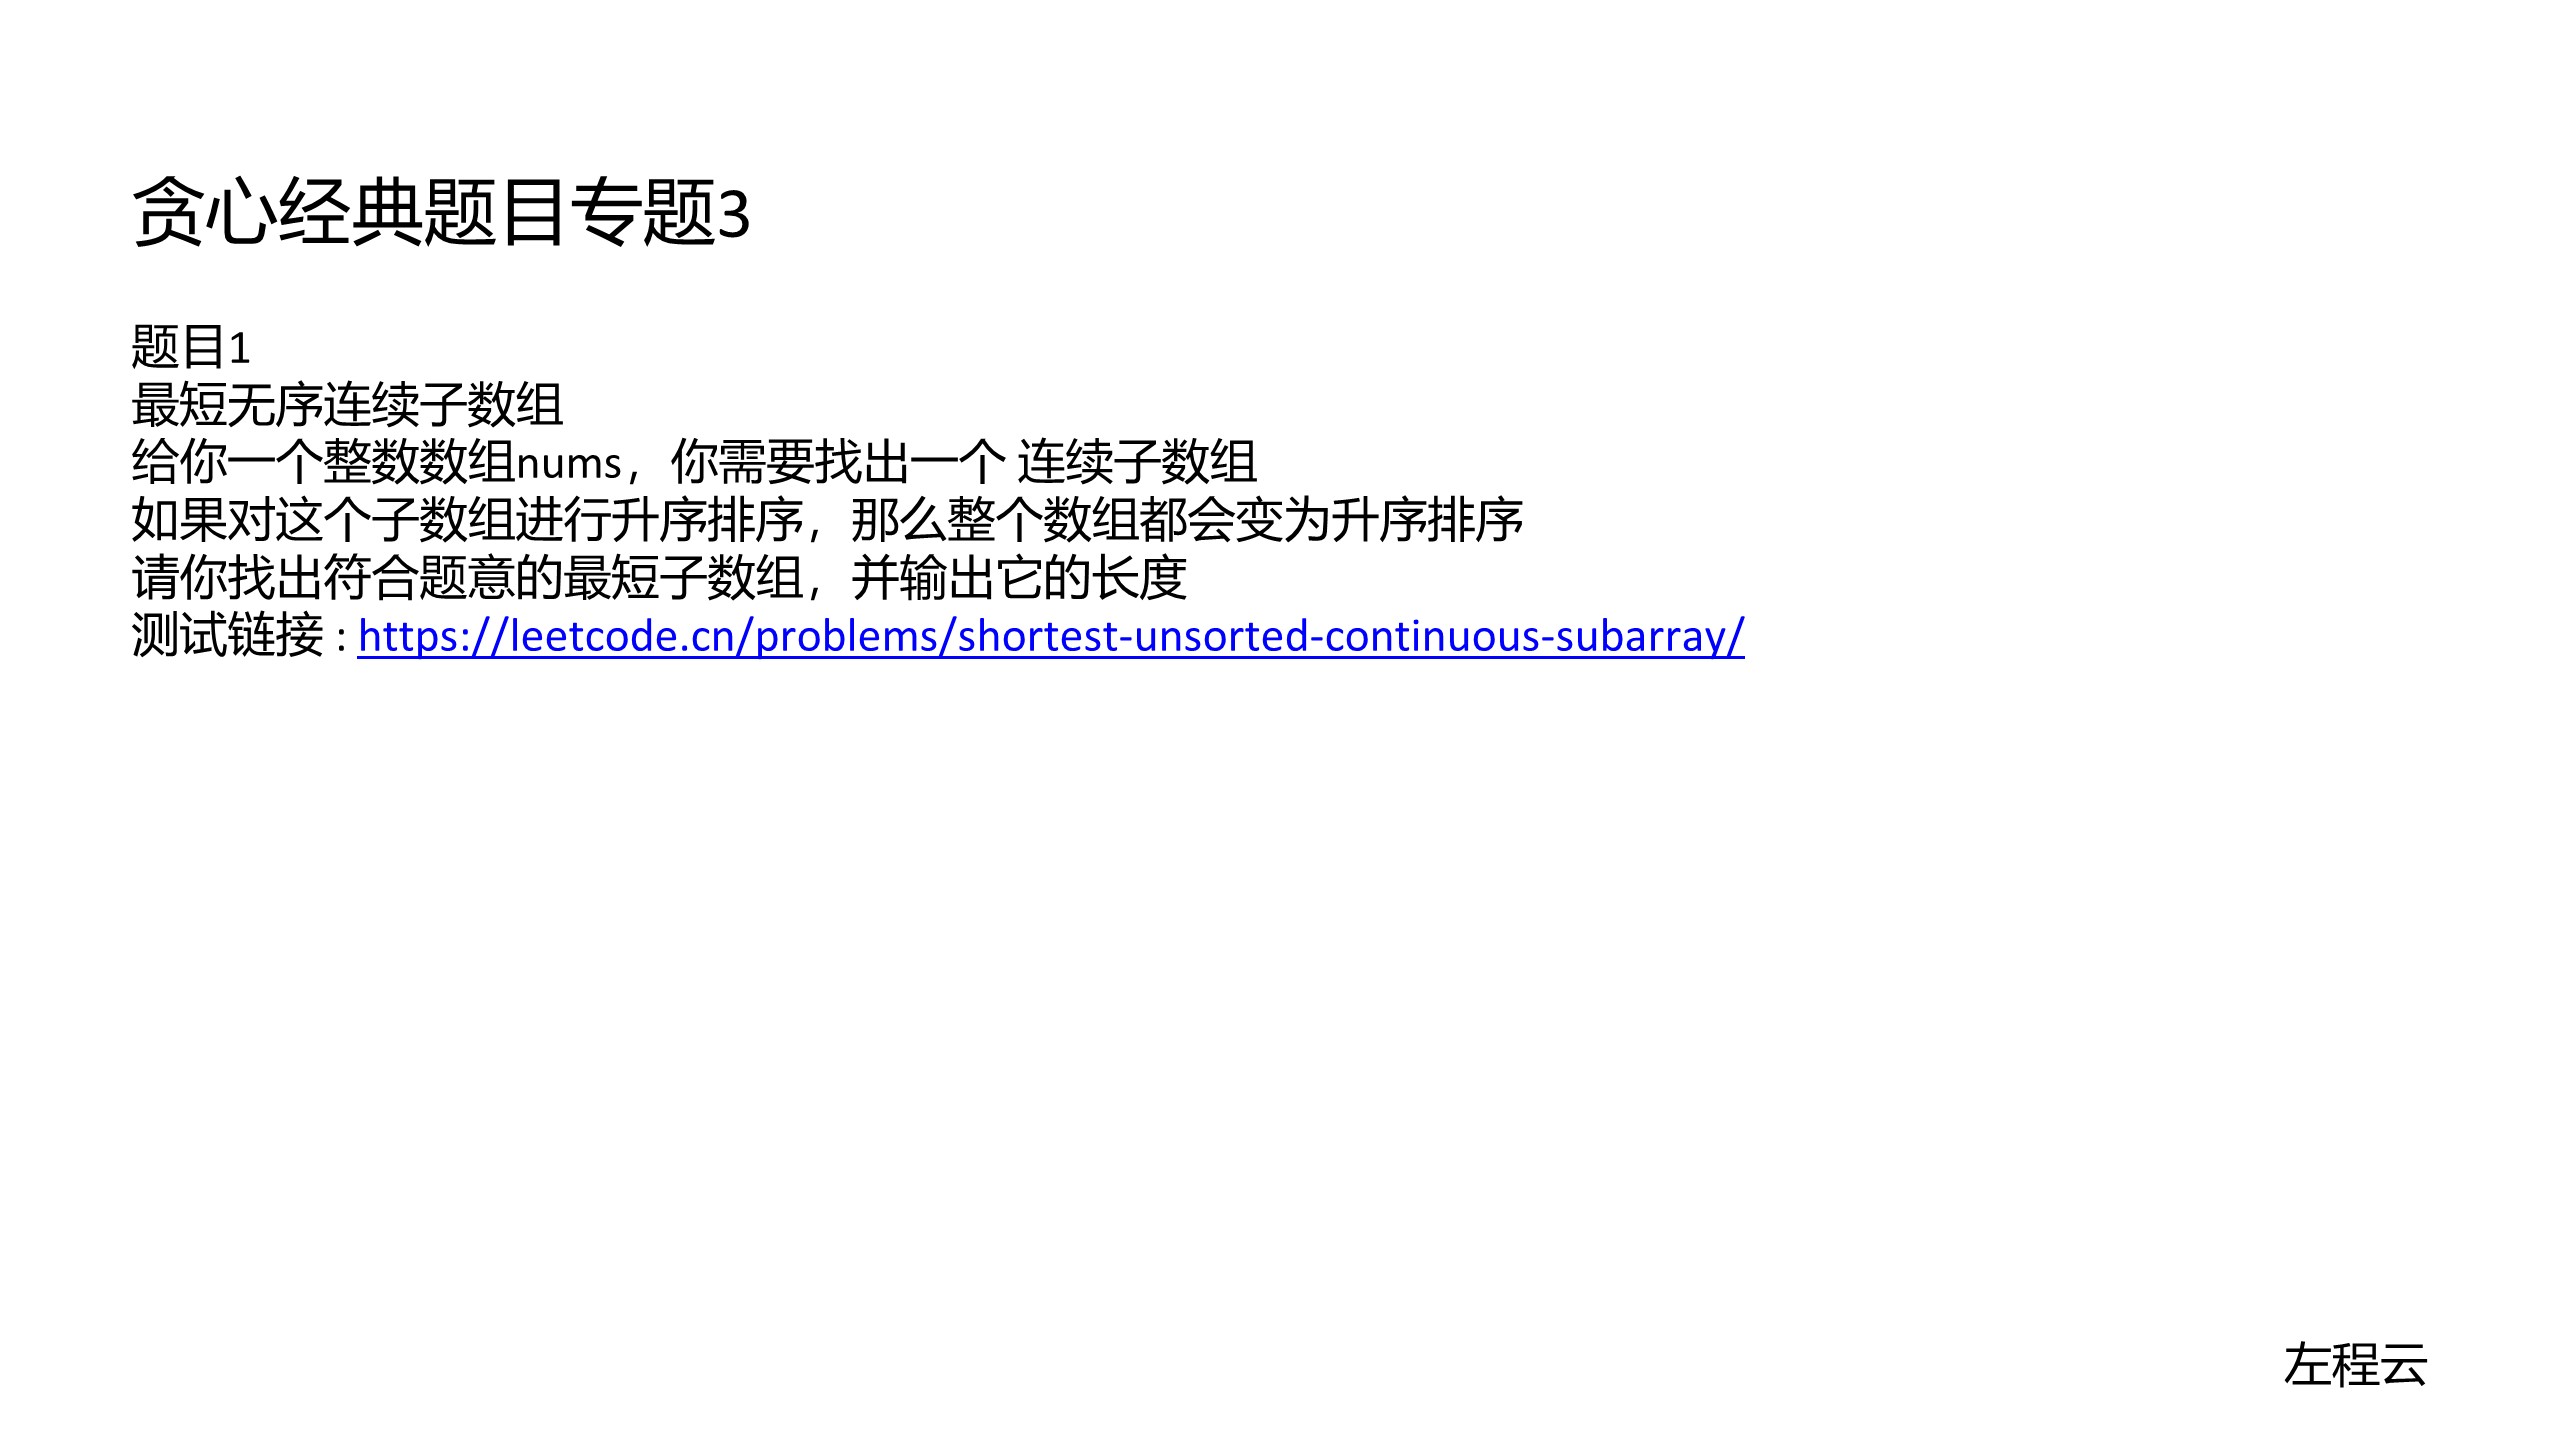 贪心经典题目专题3
题目1
最短无序连续子数组
给你一个整数数组nums，你需要找出一个 连续子数组
如果对这个子数组进行升序排序，那么整个数组都会变为升序排序
请你找出符合题意的最短子数组，并输出它的长度
测试链接 : https://leetcode.cn/problems/shortest-unsorted-continuous-subarray/
左程云